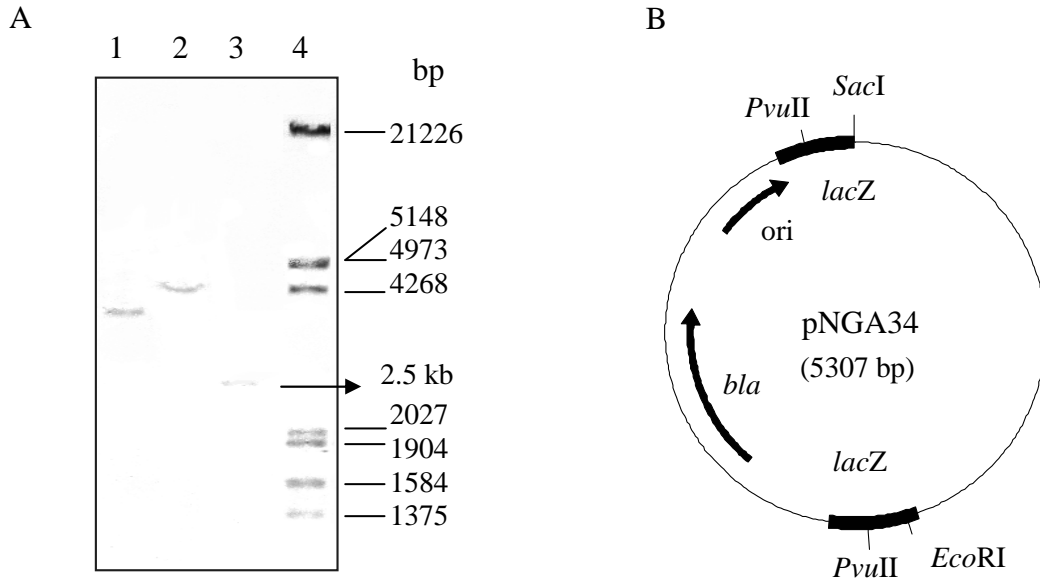 A
1 2 3 4
bp
21226
5148
4973
4268
2.5 kb
2027
1904
1584
1375
B
SacI
PvuII
lacZ
ori
pNGA34
(5307 bp)
bla
lacZ
PvuII
EcoRI